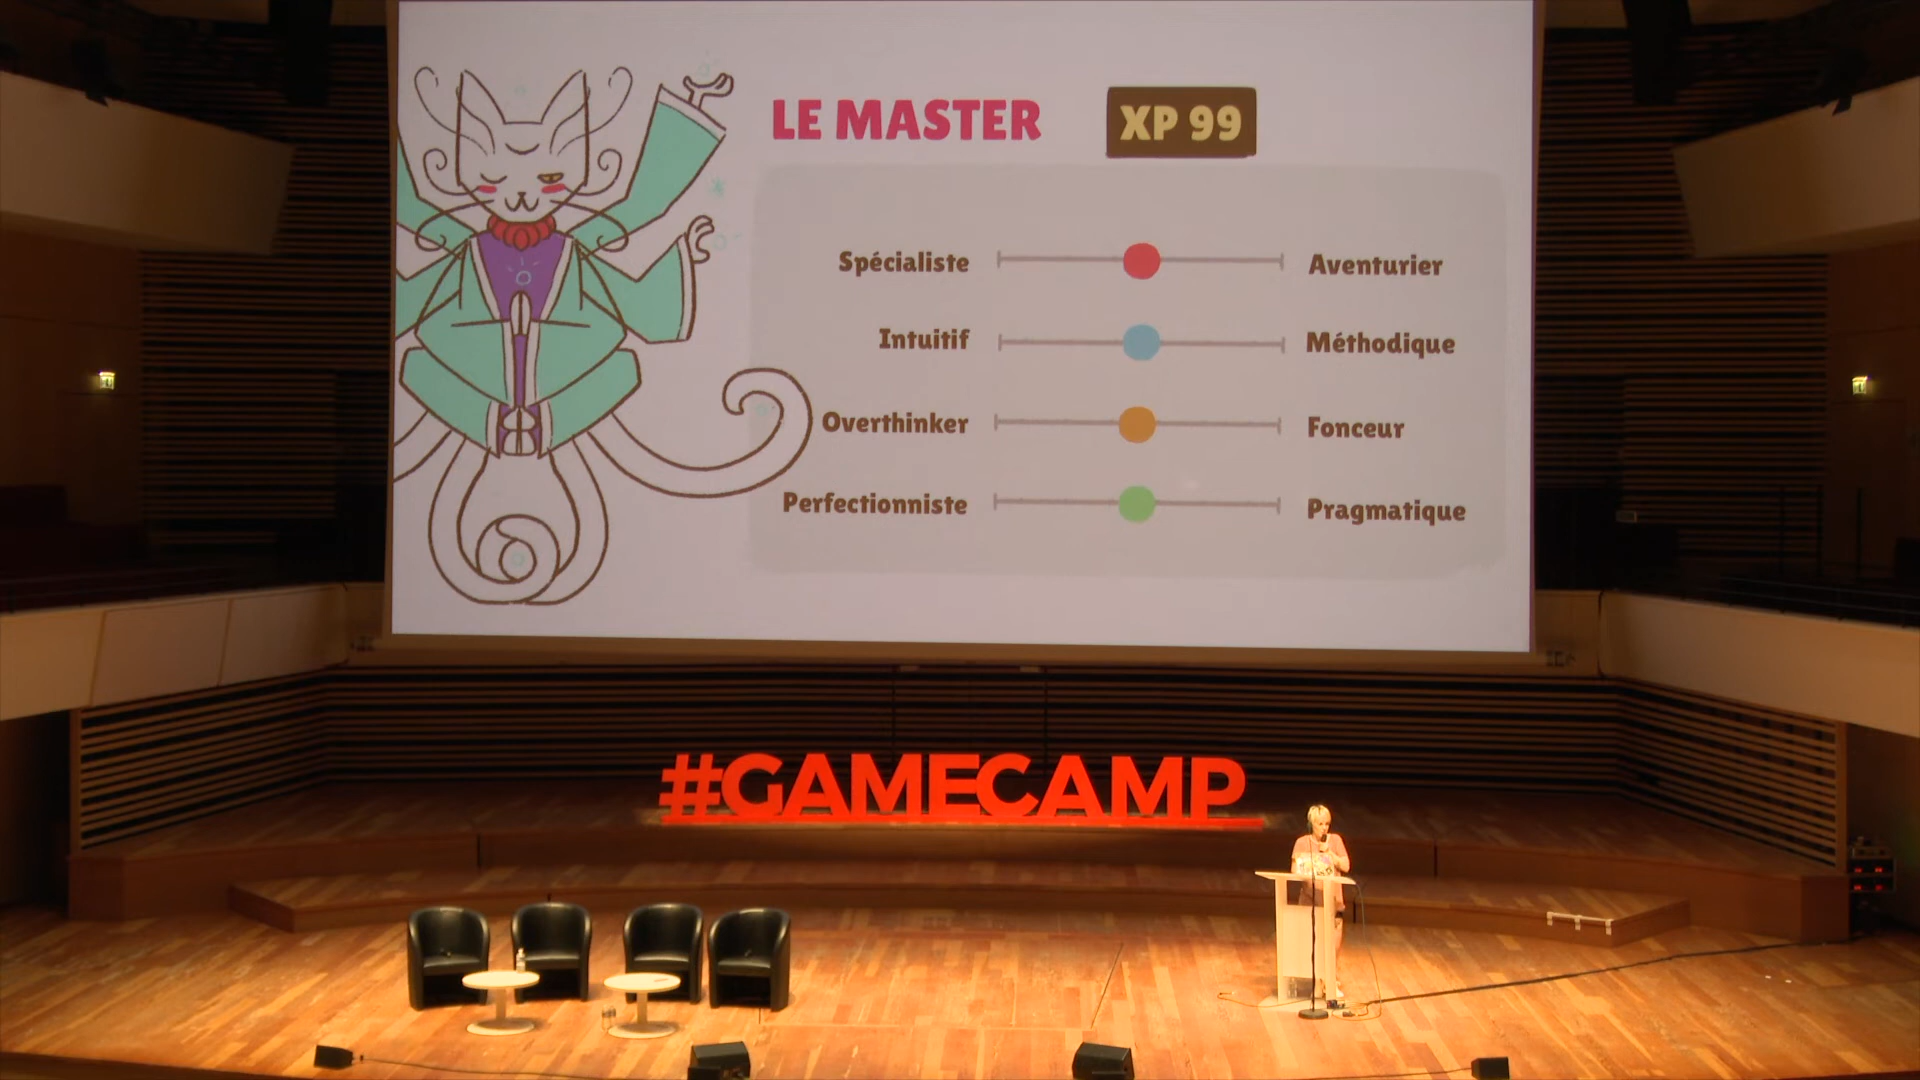 LE MASTER
XP 99
Spécialiste
Aventurier
Intuitif
Méthodique
Overthinker
Fonceur
Perfectionniste
Pragmatique
#GAMECAMP